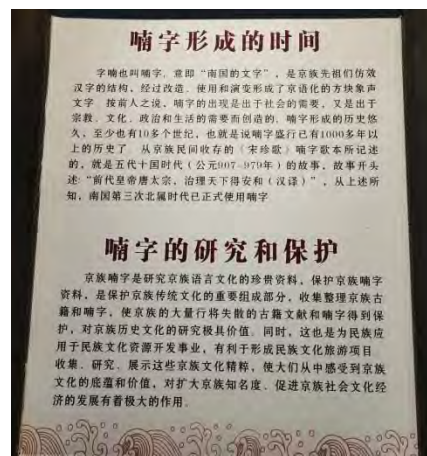 喃字形成的时间
字喃也叫喃字，意即“南国的文字”，是京族先祖们仿效
汉字的结构，经过改造、使用和演变形成了京语化的方块象声
文字。按前人之说，喃字的出现是出于社会的需要，又是出于
宗教、文化、政治和生活的需要而创造的。喃字形成的历史悠
久，至少也有10多个世纪，也就是说喃字盛行已有1000多年以
上的历史了。从京族民间收存的《宋珍歌》喃字歌本所记述
的，就是五代十国时代（公元907-979年）的故事，故事开头
述：“前代皇帝唐太宗，治理天下得安和（汉译）”，从上述所
知，南国第三次北属时代已正式使用喃字
喃字的研究和保护
京族喃字是研究京族语言文化的珍贵资料，保护京族喃字
资料，是保护京族传统文化的重要组成部分，收集整理京族古
籍和喃字，使京族的大量行将失散的古籍文献和喃字得到保
护，对京族历史文化的研究极具价值。同时，这也是为民族应
用于民族文化资源开发事业，有利于形成民族文化旅游项目。
收集、研究、展示这些京族文化精粹，使大们从中感受到京族
文化的底蕴和价值，对扩大京族知名度、促进京族社会文化经
济的发展有着极大的作用。